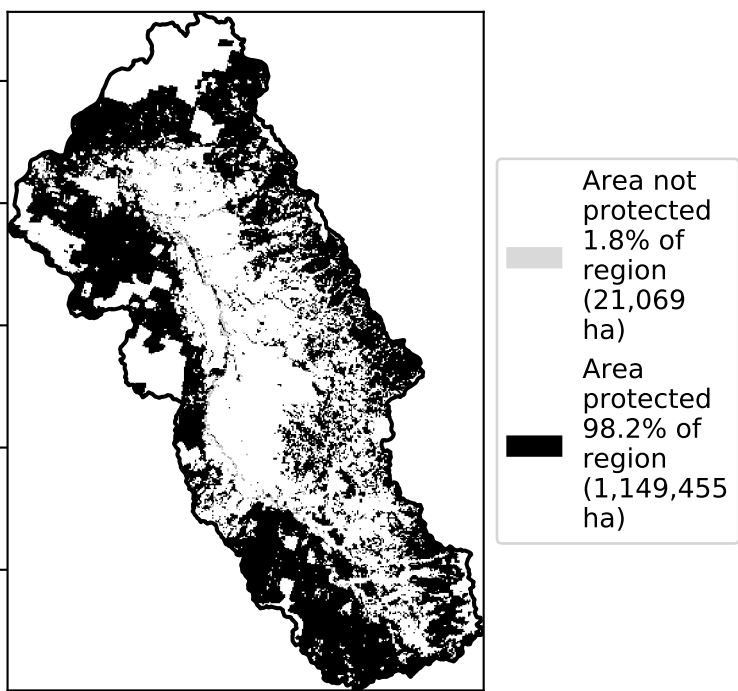 Area not
protected
1.8% of
region
(21,069
ha)
Area
protected
98.2% of
region
(1,149,455
ha)